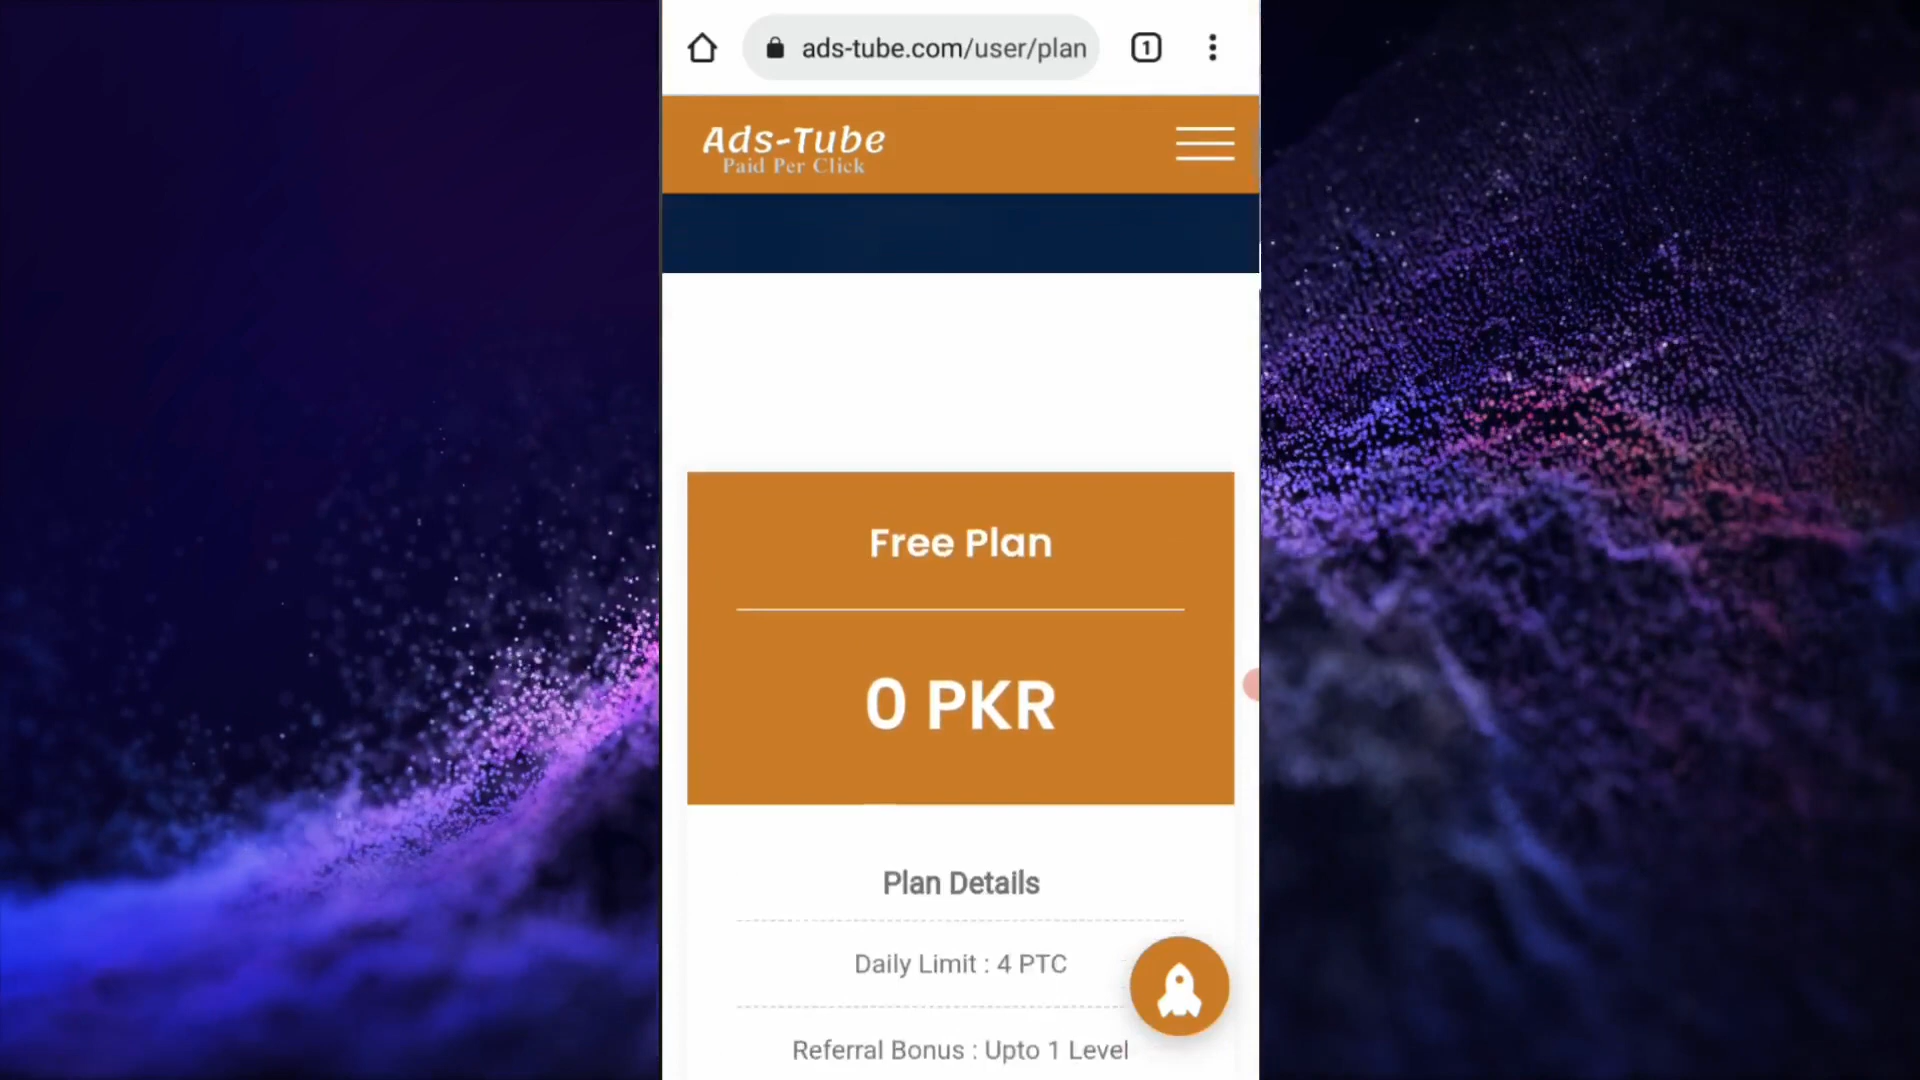 ads-tube.com/user/plan
1
Ads-Tube
Paid Per Click
Free Plan
0 PKR
Plan Details
Daily Limit : 4 PTC
Referral Bonus : Upto 1 Level